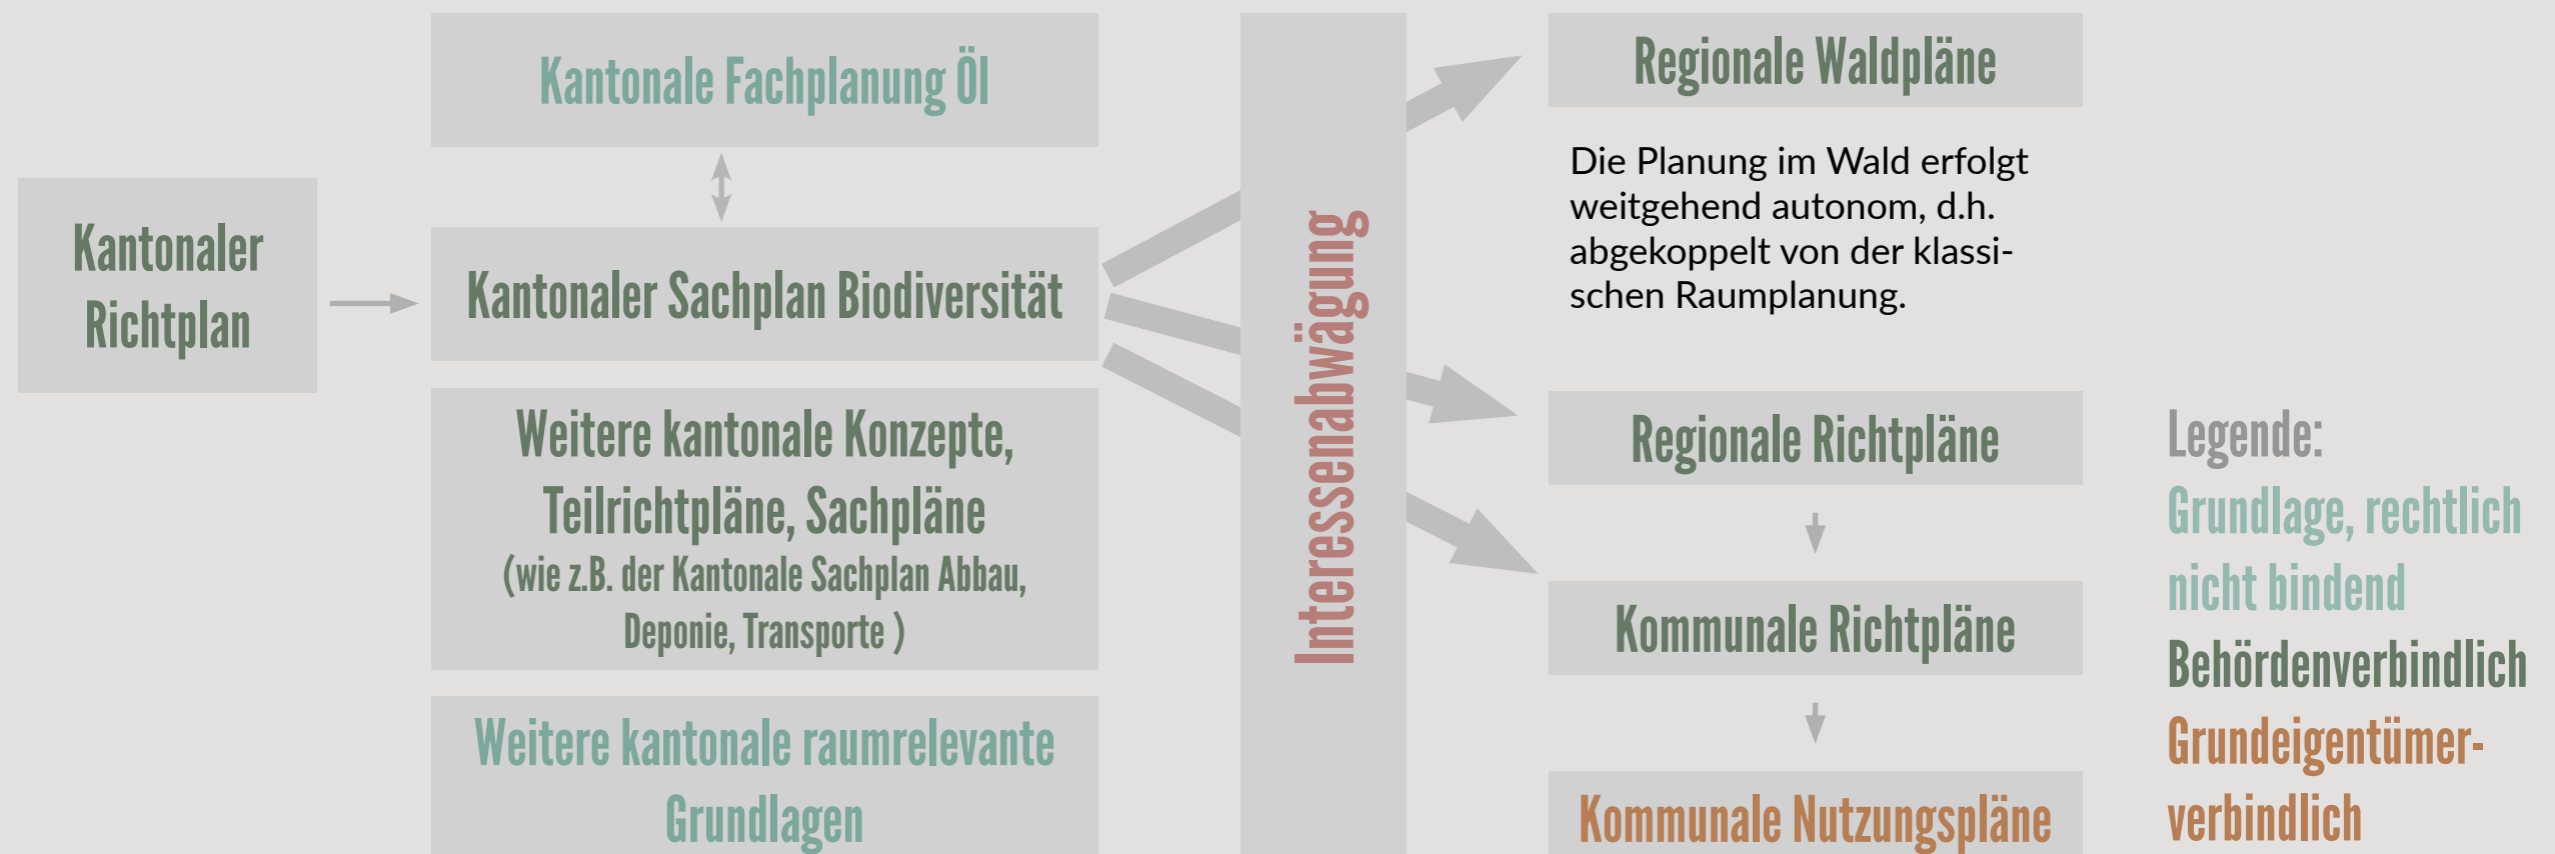 Kantonaler
Richtplan
Kantonale Fachplanung Öl
Kantonaler Sachplan Biodiversität
Weitere kantonale Konzepte,
Teilrichtpläne, Sachpläne
(wie z.B. der Kantonale Sachplan Abbau,
Deponie, Transporte )
Weitere kantonale raumrelevante
Grundlagen
Interessenabwägung
Regionale Waldpläne
Die Planung im Wald erfolgt
weitgehend autonom, d.h.
abgekoppelt von der klassi-
schen Raumplanung.
Regionale Richtpläne
Kommunale Richtpläne
Kommunale Nutzungspläne
Legende:
Grundlage, rechtlich
nicht bindend
Behördenverbindlich
Grundeigentümer-
verbindlich